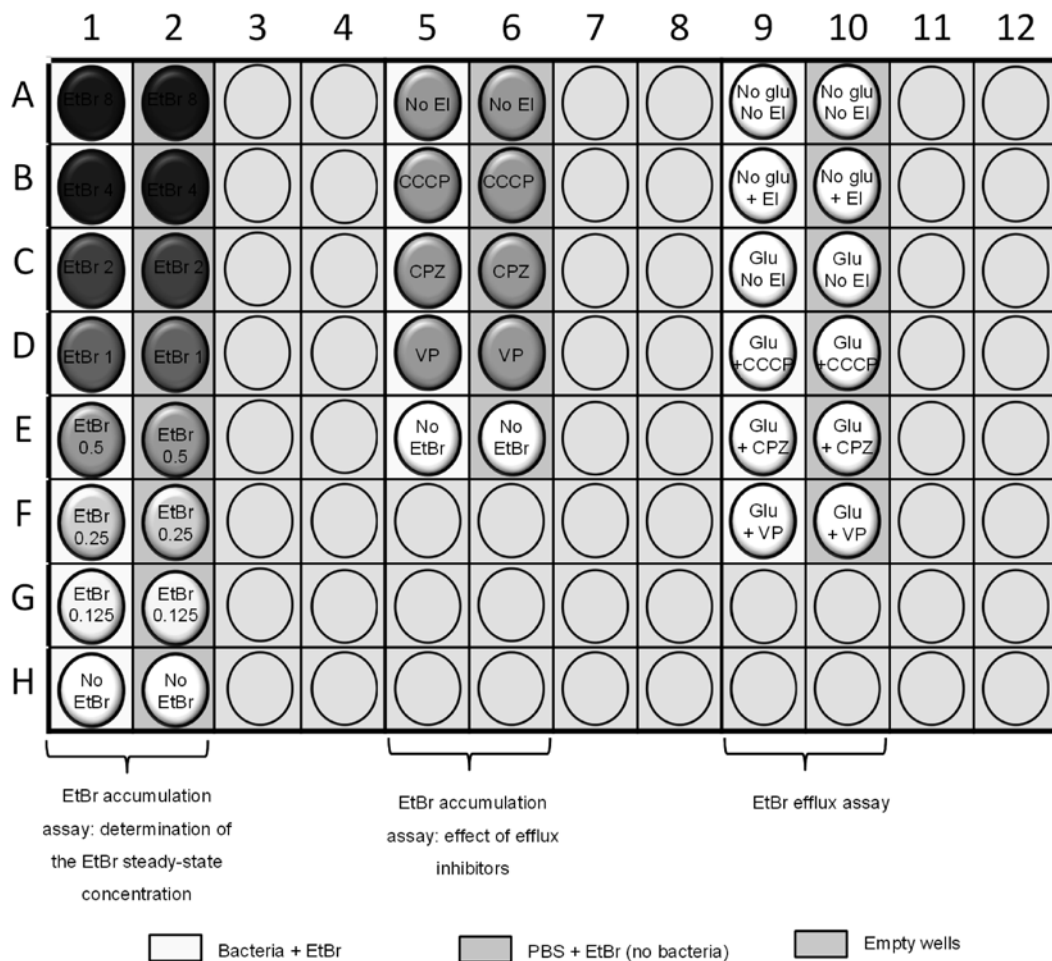 1 2 3 4 5 6 7 8 9 10 11 12
A EtBr 8 EtBr 8 No EI No EI No glu No glu
No EI No EI
B EtBr 4 EtBr 4 CCCP CCCP No glu No glu
+ EI + EI
C EtBr 2 EtBr 2 CPZ CPZ Glu Glu
No EI No EI
D EtBr 1 EtBr 1 VP VP Glu Glu
+CCCP +CCCP
E EtBr EtBr No No Glu Glu
0.5 0.5 EtBr EtBr + CPZ + CPZ
F EtBr EtBr Glu Glu
0.25 0.25 + VP + VP
G EtBr EtBr
0.125 0.125
H No No
EtBr EtBr
EtBr accumulation
assay: determination of
the EtBr steady-state
concentration
EtBr accumulation
assay: effect of efflux
inhibitors
EtBr efflux assay
Bacteria + EtBr PBS + EtBr (no bacteria) Empty wells